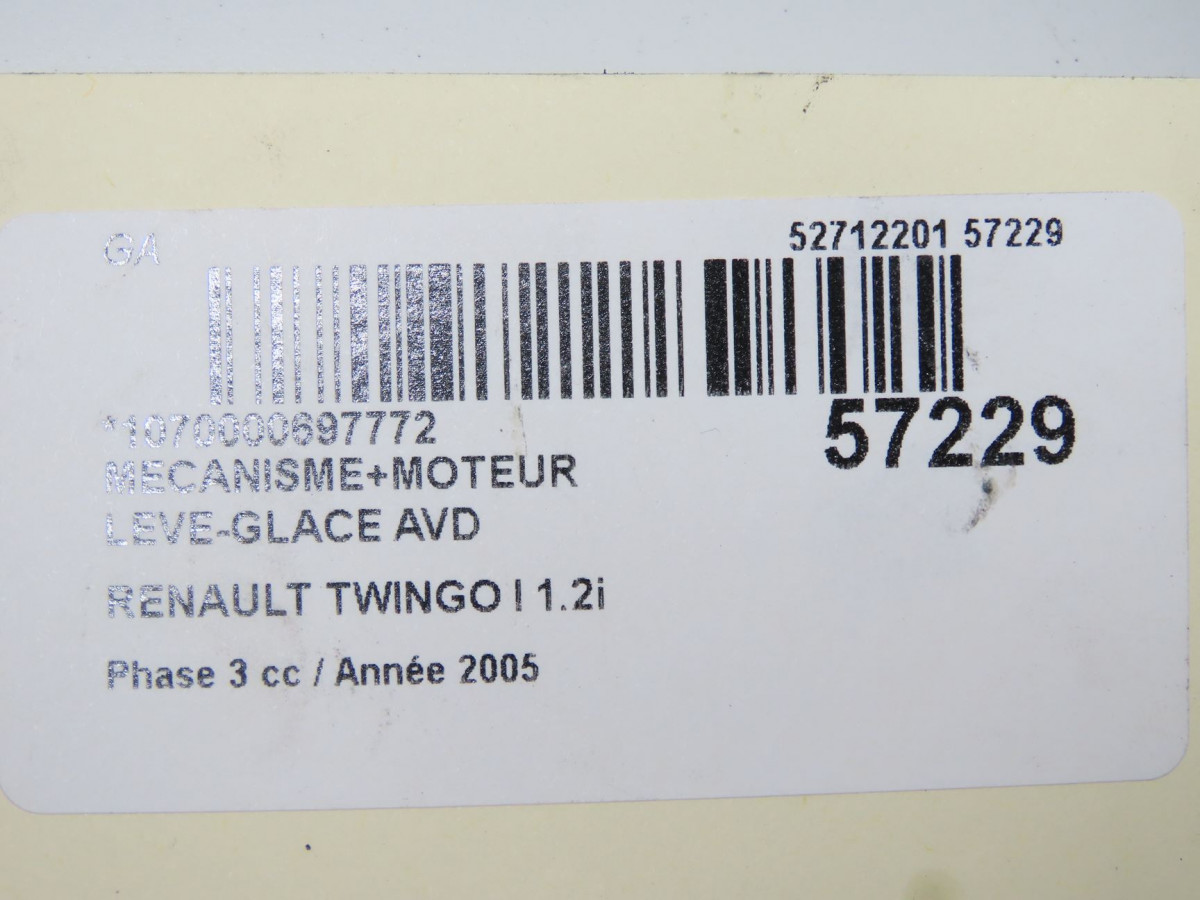 GA
52712201 57229
*1070000697772
57229
MECANISME+MOTEUR
LEVE-GLACE AVD
RENAULT TWINGO I 1.2i
Phase 3 cc / Année 2005